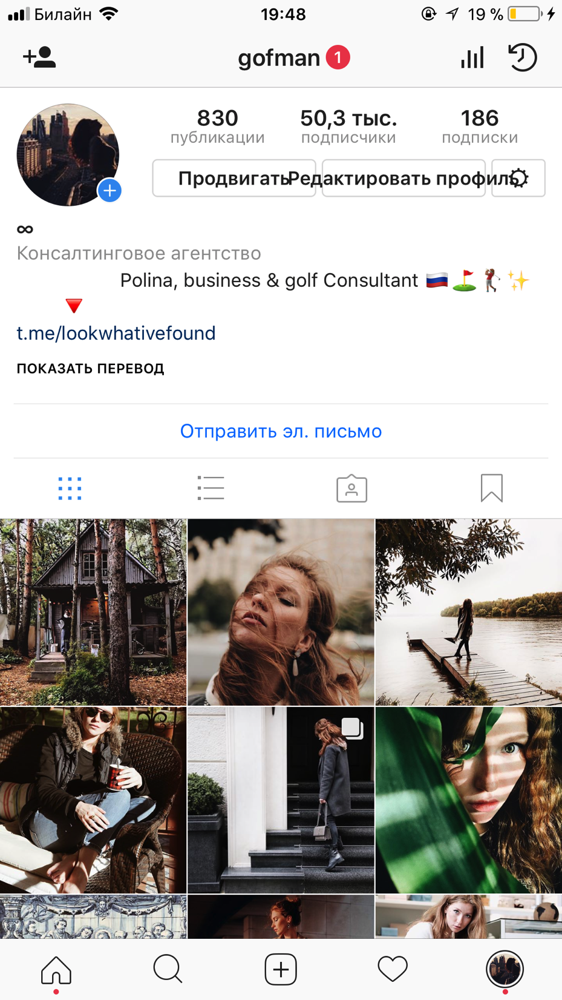 Билайн 19:48 19 %
gofman 1
830 50,3 тыс. 186
публикации подписчики подписки
Продвигать Редактировать профиль
∞
Консалтинговое агентство
Polina, business & golf Consultant 🇷🇺⛳🏌🏾‍♀️✨
🔻
t.me/lookwhativefound
ПОКАЗАТЬ ПЕРЕВОД
Отправить эл. письмо